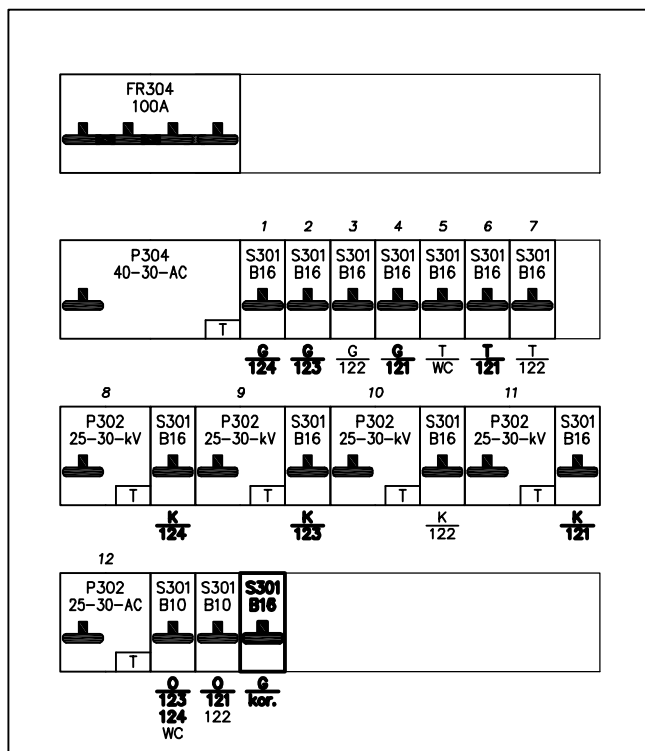 FR304
100A
1 2 3 4 5 6 7
P304 S301 S301 S301 S301 S301 S301 S301
40-30-AC B16 B16 B16 B16 B16 B16 B16
T
G G G G T T T
124 123 122 121 WC 121 122
8 9 10 11
P302 S301 P302 S301 P302 S301 P302 S301
25-30-kV B16 25-30-kV B16 25-30-kV B16 25-30-kV B16
T T T T
K K K K
124 123 122 121
12
P302 S301 S301 S301
25-30-AC B10 B10 B16
T
O O G
123 121 kor.
124 122
WC